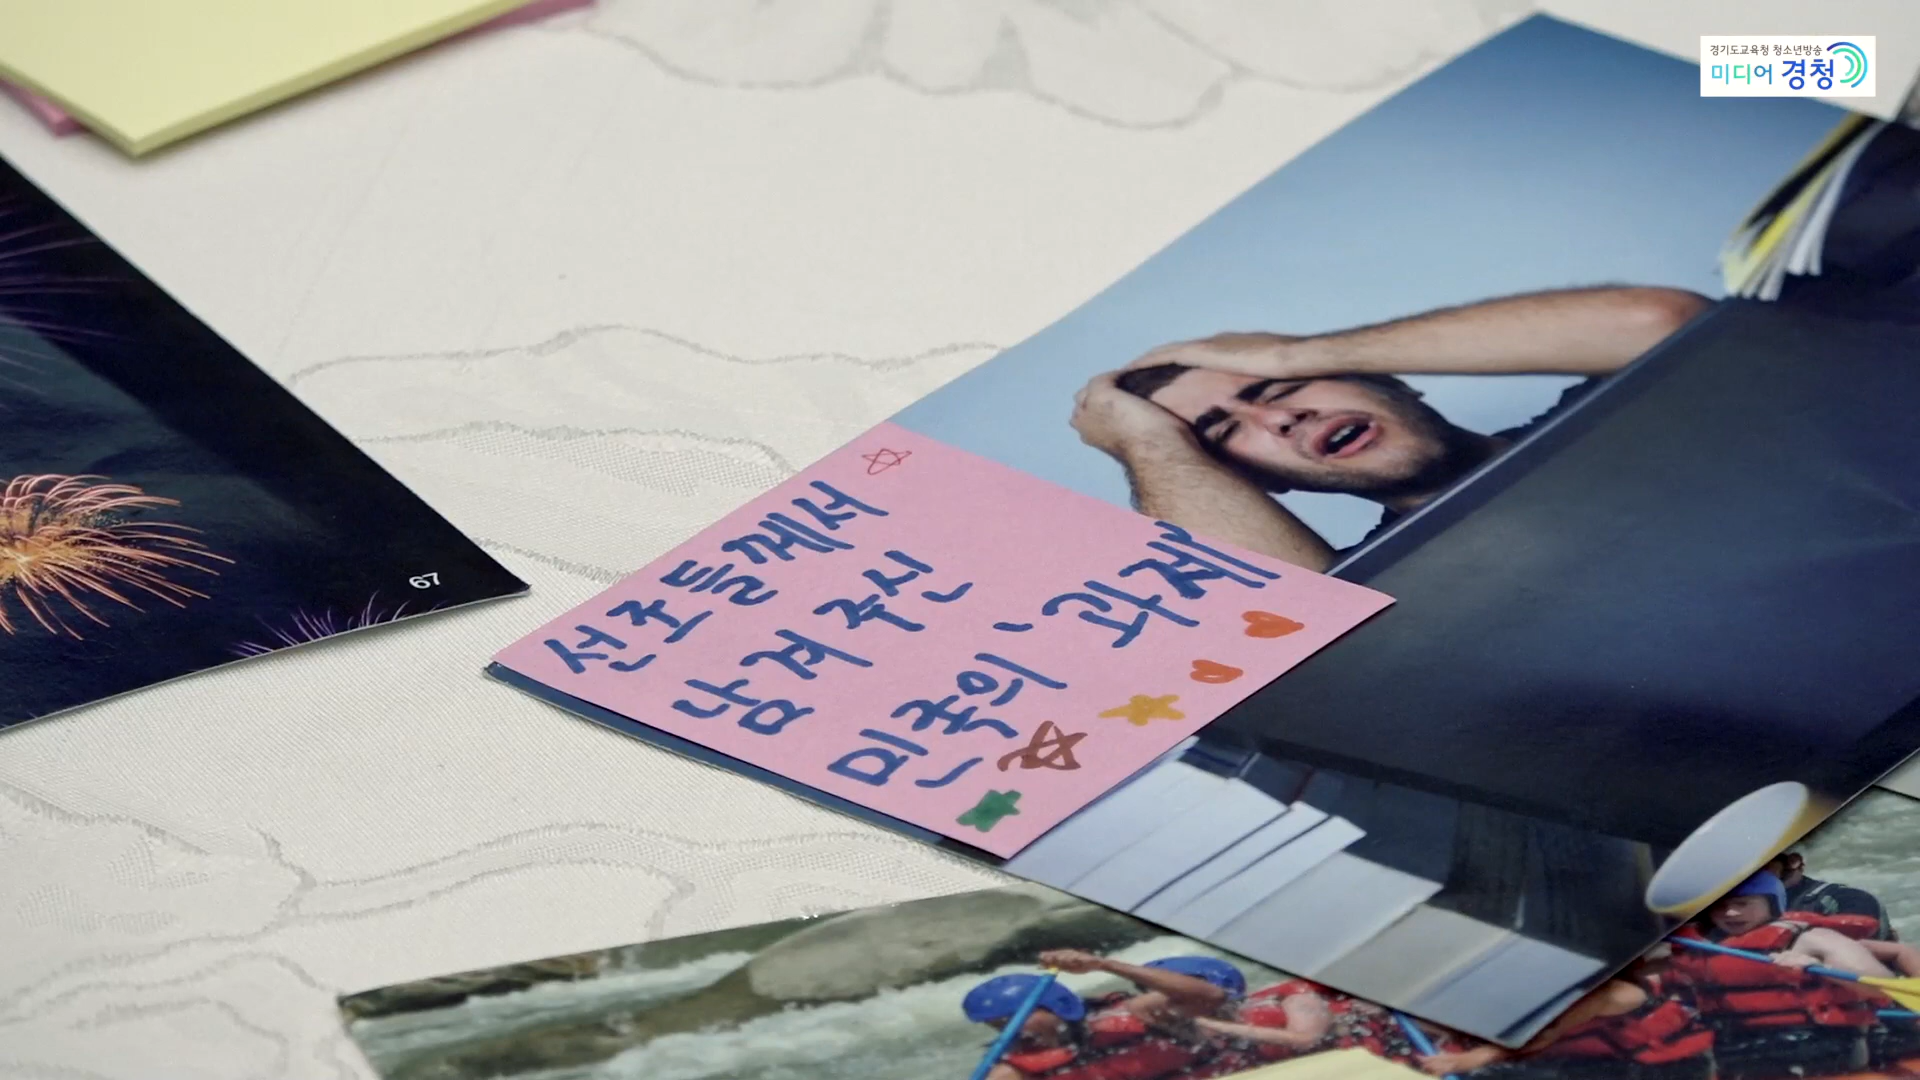 경기도교육청 청소년방송
미디어 경청
선조들께서
남겨 주신
민족의 '과제'
67